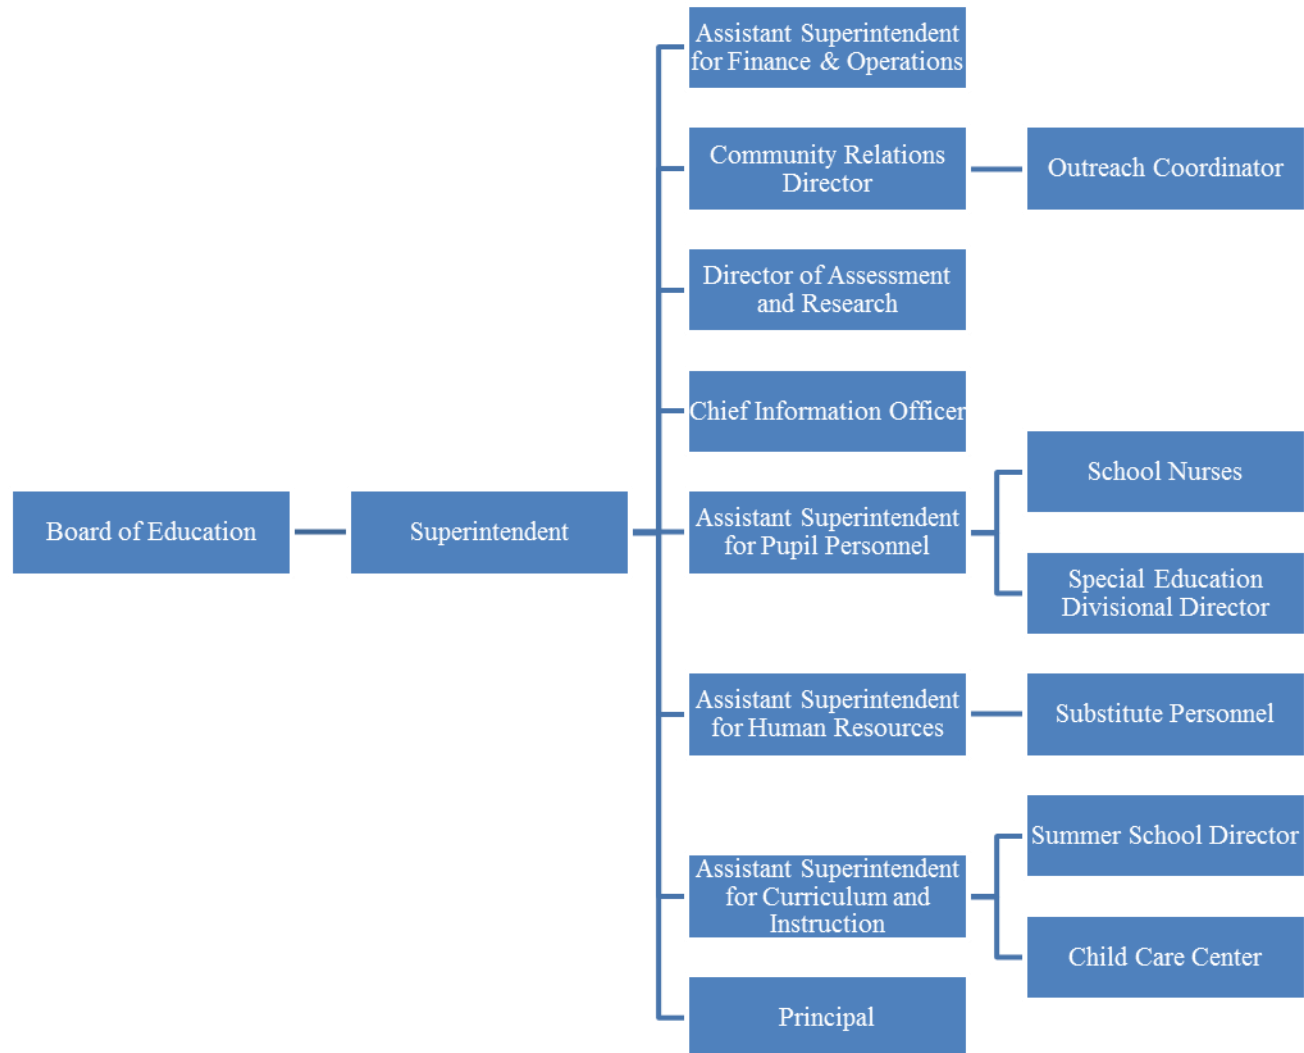 Assistant Superintendent
for Finance & Operations
Community Relations
Director
Outreach Coordinator
Director of Assessment
and Research
Chief Information Officer
School Nurses
Board of Education
Superintendent
Assistant Superintendent
for Pupil Personnel
Special Education
Divisional Director
Assistant Superintendent
for Human Resources
Substitute Personnel
Summer School Director
Assistant Superintendent
for Curriculum and
Instruction
Child Care Center
Principal